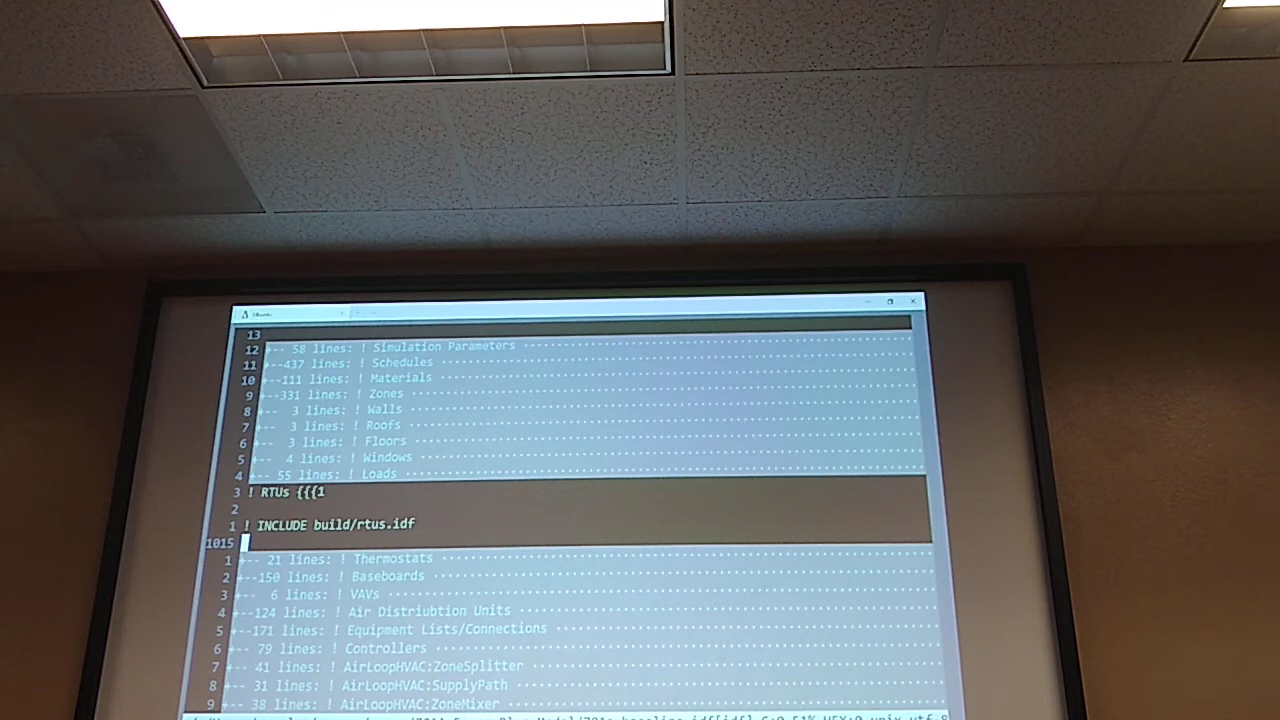 Ubuntu
13
12 +-- 58 lines: ! Simulation Parameters
11 +--437 lines: ! Schedules
10 +--111 lines: ! Materials
9 +--331 lines: ! Zones
8 +-- 3 lines: ! Walls
7 +-- 3 lines: ! Roofs
6 +-- 3 lines: ! Floors
5 +-- 4 lines: ! Windows
4 +-- 55 lines: ! Loads
3 ! RTUs {{{1
2
1 ! INCLUDE build/rtus.idf
1015
1 +-- 21 lines: ! Thermostats
2 +--150 lines: ! Baseboards
3 +-- 6 lines: ! VAVs
4 +--124 lines: ! Air Distriubtion Units
5 +--171 lines: ! Equipment Lists/Connections
6 +-- 79 lines: ! Controllers
7 +-- 41 lines: ! AirLoopHVAC:ZoneSplitter
8 +-- 31 lines: ! AirLoopHVAC:SupplyPath
9 +-- 38 lines: ! AirLoopHVAC:ZoneMixer